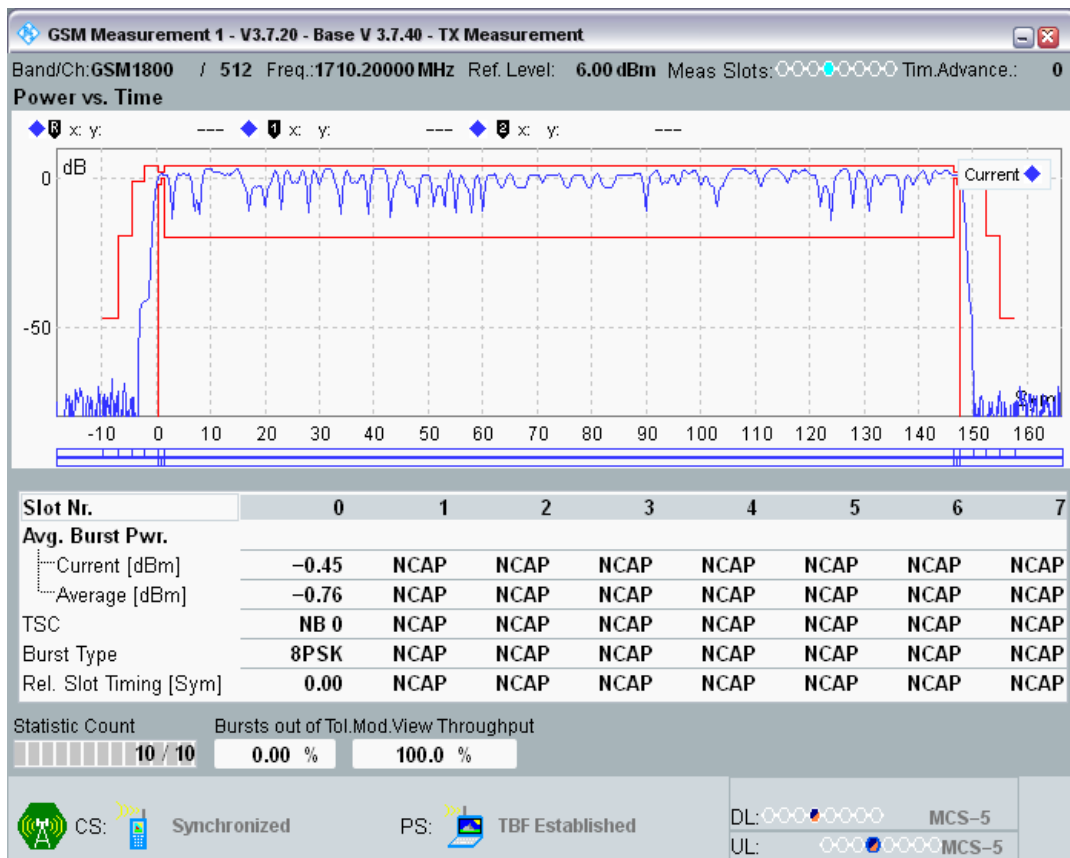 GSM Measurement 1 - V3.7.20 - Base V 3.7.40 - TX Measurement
Band/Ch:GSM1800 / 512 Freq.:1710.20000 MHz Ref. Level: 6.00 dBm Meas Slots: Tim.Advance.: 0
Power vs. Time
R x: y: --- 1 x: y: --- 2 x: y: ---
dB
0
Current
-50
Sym
-10 0 10 20 30 40 50 60 70 80 90 100 110 120 130 140 150 160
Slot Nr. 0 1 2 3 4 5 6 7
Avg. Burst Pwr.
Current [dBm] −0.45 NCAP NCAP NCAP NCAP NCAP NCAP NCAP
Average [dBm] −0.76 NCAP NCAP NCAP NCAP NCAP NCAP NCAP
TSC NB 0 NCAP NCAP NCAP NCAP NCAP NCAP NCAP
Burst Type 8PSK NCAP NCAP NCAP NCAP NCAP NCAP NCAP
Rel. Slot Timing [Sym] 0.00 NCAP NCAP NCAP NCAP NCAP NCAP NCAP
Statistic Count Bursts out of Tol.Mod.View Throughput
10 / 10 0.00 % 100.0 %
CS: Synchronized PS: TBF Established
DL: MCS−5
UL: MCS−5